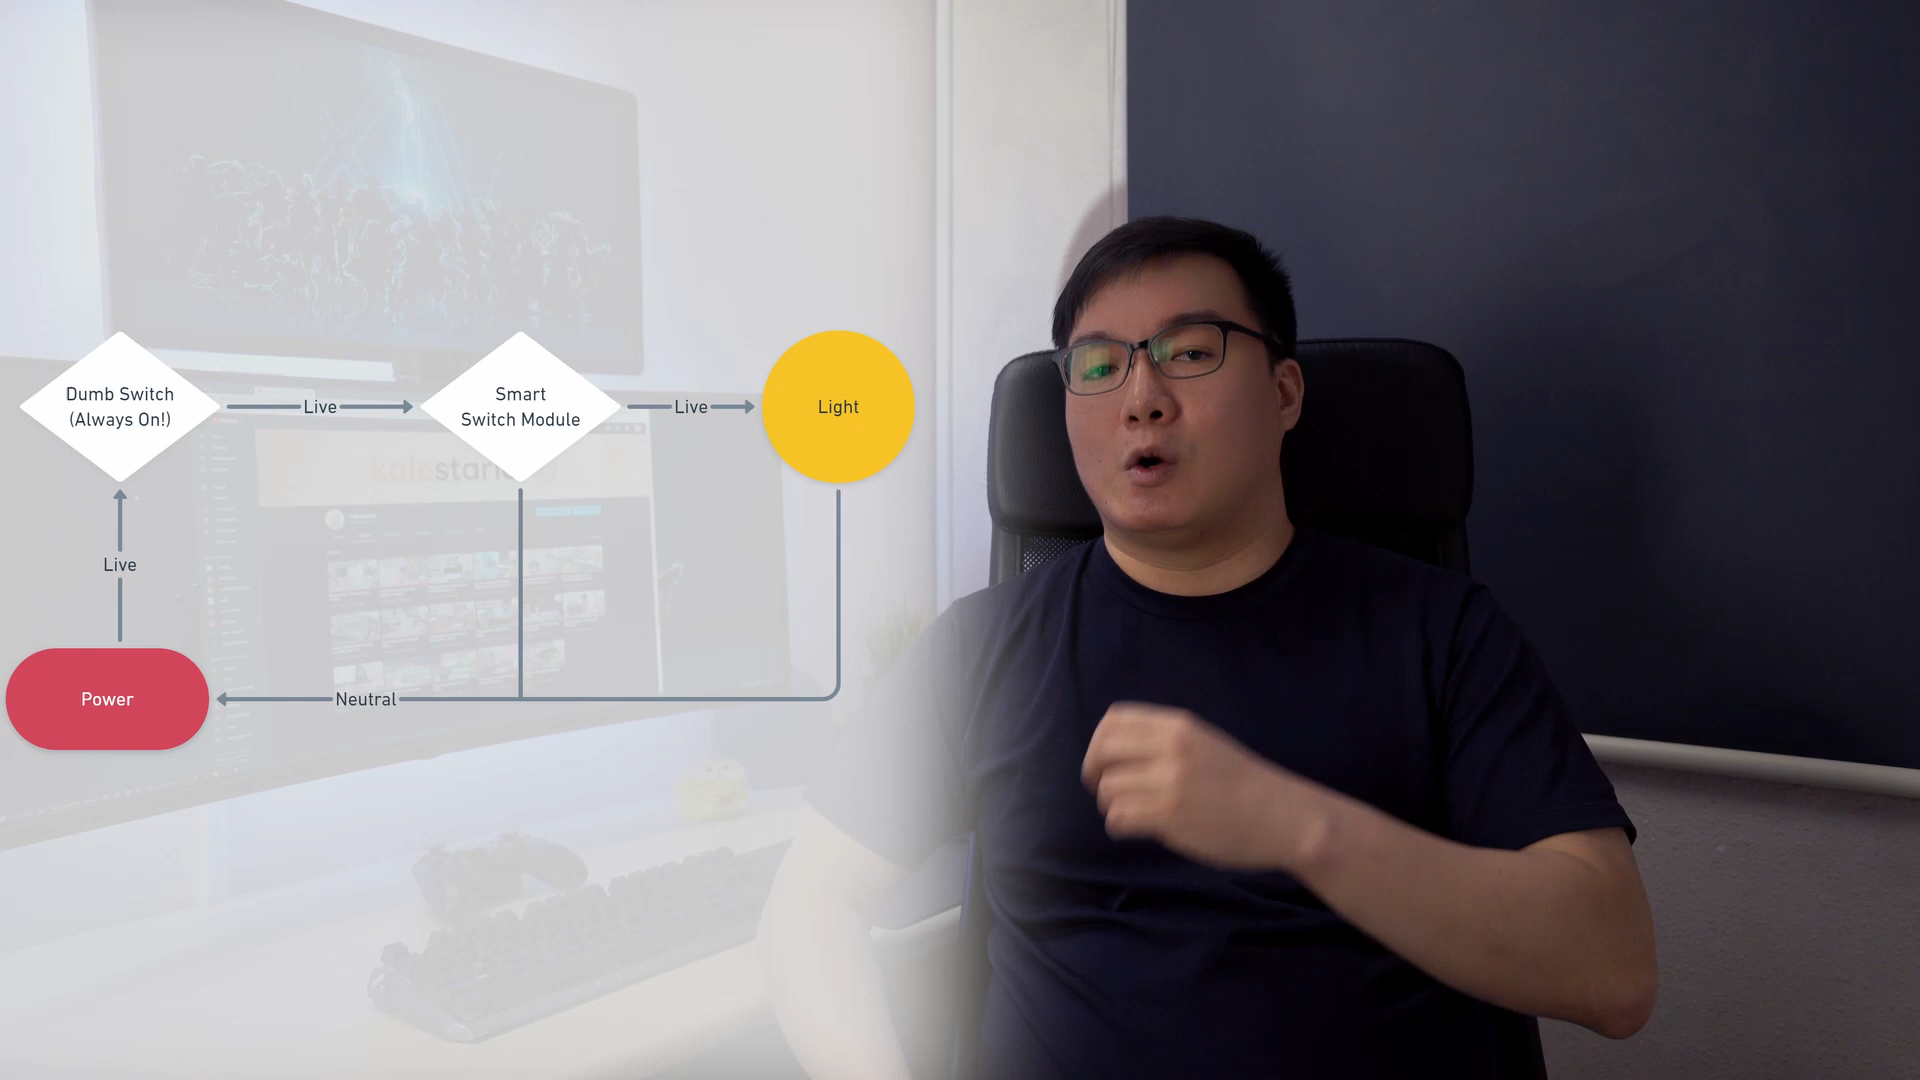 Dumb Switch
(Always On!)
Live
Smart
Switch Module
Live
Light
Live
Power
Neutral